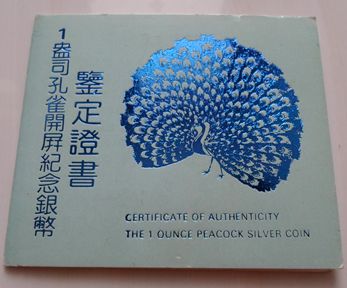 1盎司孔雀開屏紀念銀幣
鑒定證書
CERTIFICATE OF AUTHENTICITY
THE 1 OUNCE PEACOCK SILVER COIN